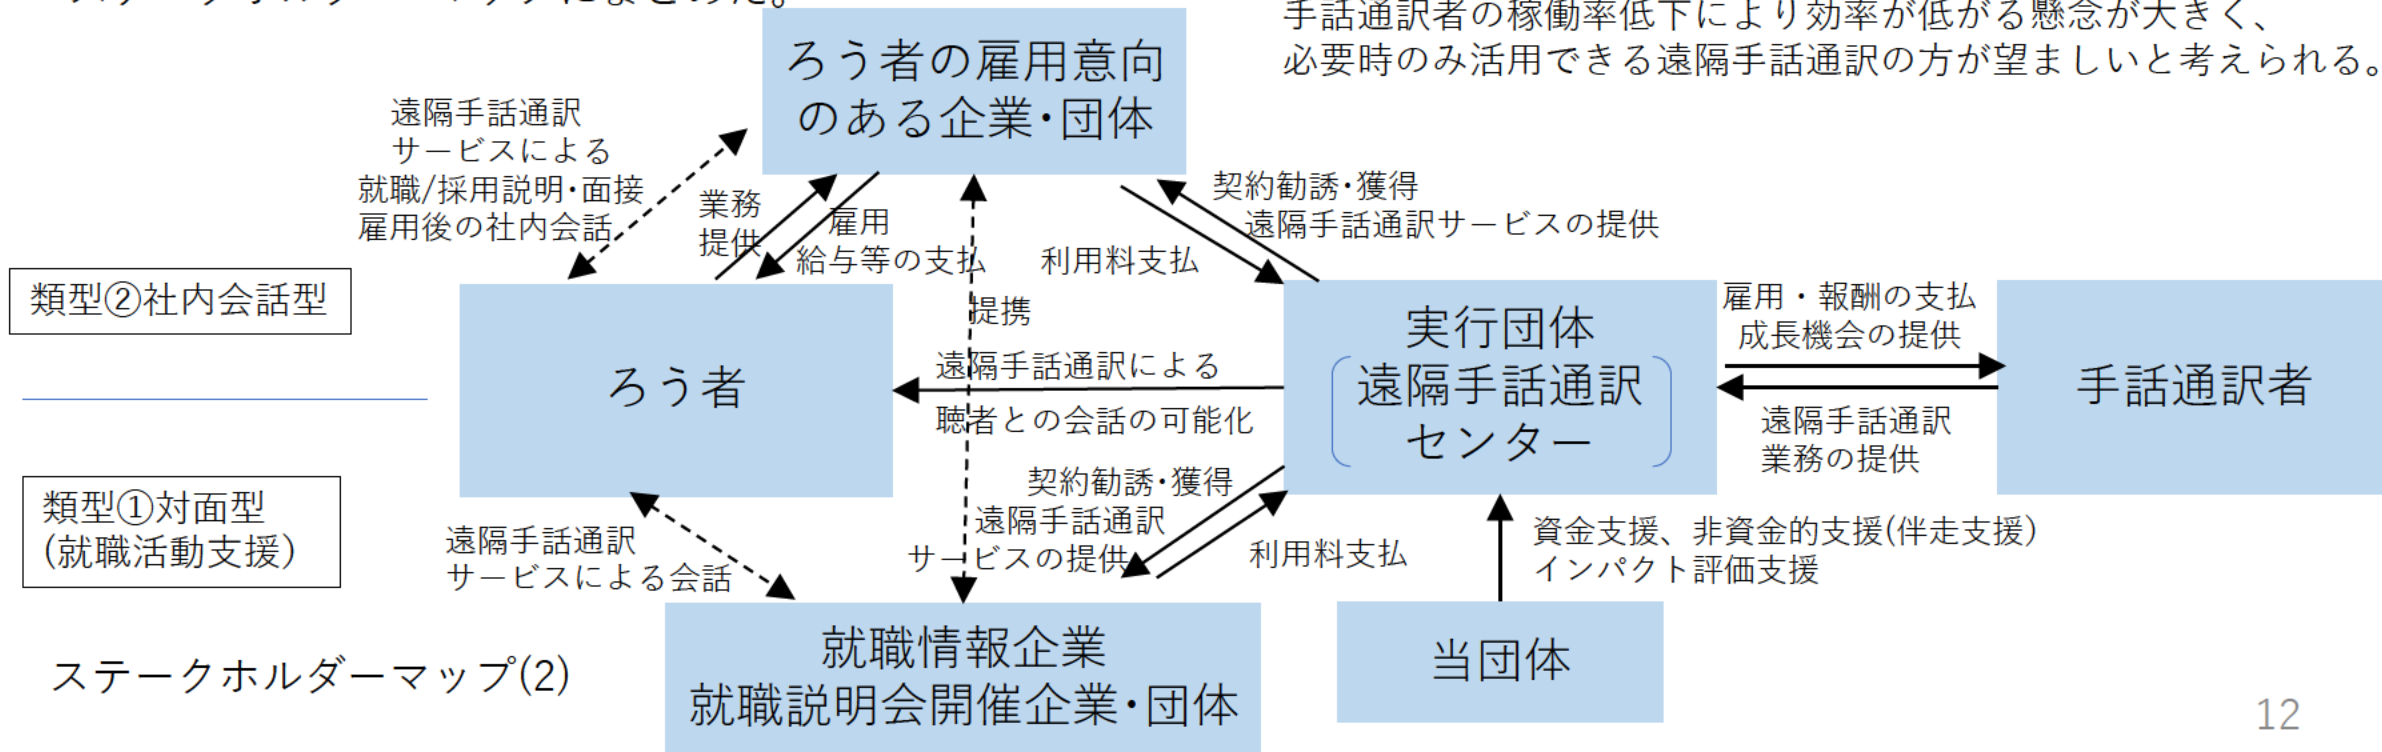 ステークホルダーマップにまとめた。
手話通訳者の稼働率低下により効率が低がる懸念が大きく、
必要時のみ活用できる遠隔手話通訳の方が望ましいと考えられる。
ろう者の雇用意向
のある企業・団体
遠隔手話通訳
サービスによる
就職/採用説明・面接
雇用後の社内会話
業務
提供
雇用
給与等の支払
利用料支払
契約勧誘・獲得
遠隔手話通訳サービスの提供
類型②社内会話型
提携
ろう者
遠隔手話通訳による
聴者との会話の可能化
実行団体
遠隔手話通訳
センター
雇用・報酬の支払
成長機会の提供
遠隔手話通訳
業務の提供
手話通訳者
類型①対面型
(就職活動支援)
遠隔手話通訳
サービスによる会話
契約勧誘・獲得
遠隔手話通訳
サービスの提供
利用料支払
資金支援、非資金的支援(伴走支援)
インパクト評価支援
就職情報企業
就職説明会開催企業・団体
当団体
ステークホルダーマップ(2)
12